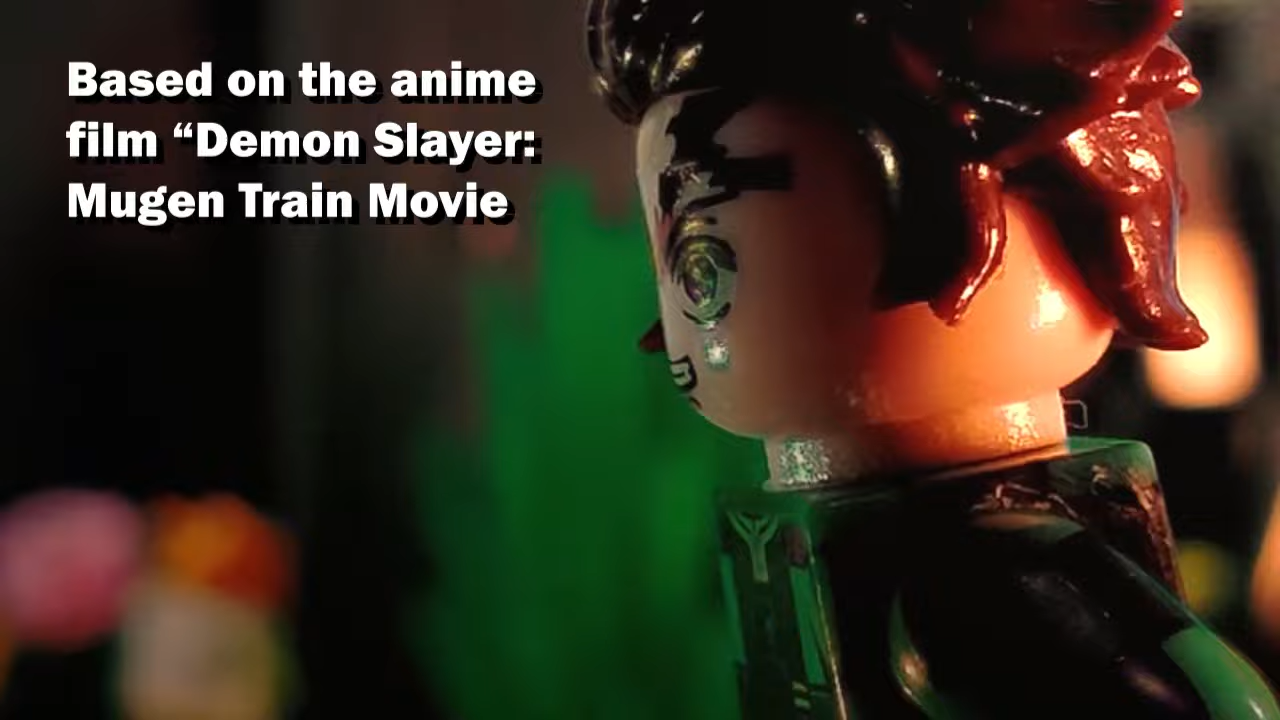 Based on the anime
film “Demon Slayer:
Mugen Train Movie